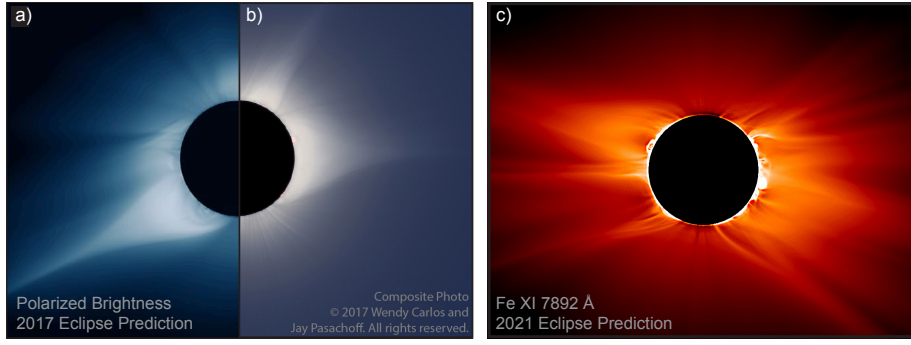 a)
b)
c)
Polarized Brightness
2017 Eclipse Prediction
Composite Photo
© 2017 Wendy Carlos and
Jay Pasachoff. All rights reserved.
Fe XI 7892 Å
2021 Eclipse Prediction